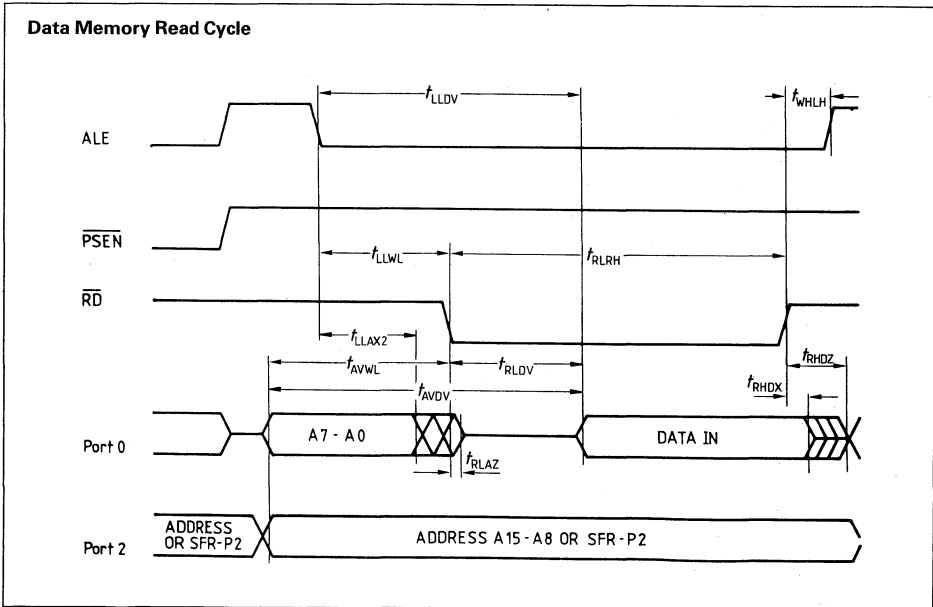 Data Memory Read Cycle
tLLDV
tWHLH
ALE
PSEN
tLLWL
tRLRH
RD
tLLAX2
tAVWL
tRLDV
tRHDZ
tAVDV
tRHDX
Port 0
A7 - A0
DATA IN
tRLAZ
ADDRESS
OR SFR-P2
Port 2
ADDRESS A15-A8 OR SFR-P2